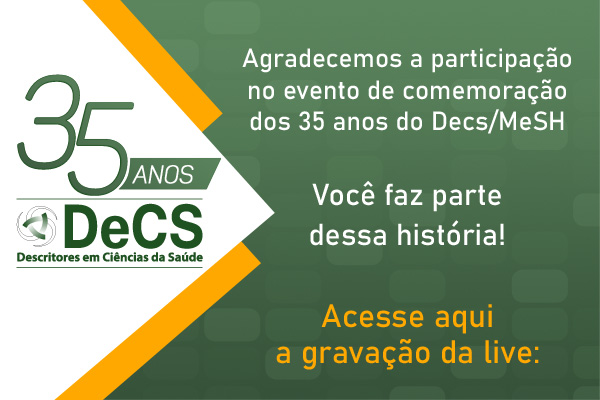 35
ANOS
DeCS
Descritores em Ciências da Saúde
Agradecemos a participação
no evento de comemoração
dos 35 anos do Decs/MeSH
Você faz parte
dessa história!
Acesse aqui
a gravação da live: